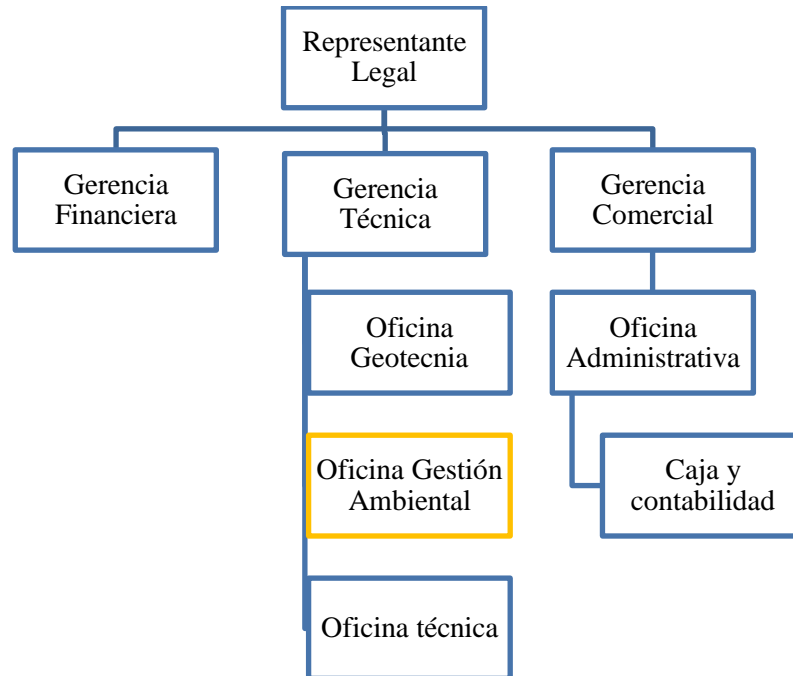 Representante
Legal
Gerencia
Financiera
Gerencia
Técnica
Gerencia
Comercial
Oficina
Geotecnia
Oficina
Administrativa
Oficina Gestión
Ambiental
Caja y
contabilidad
Oficina técnica